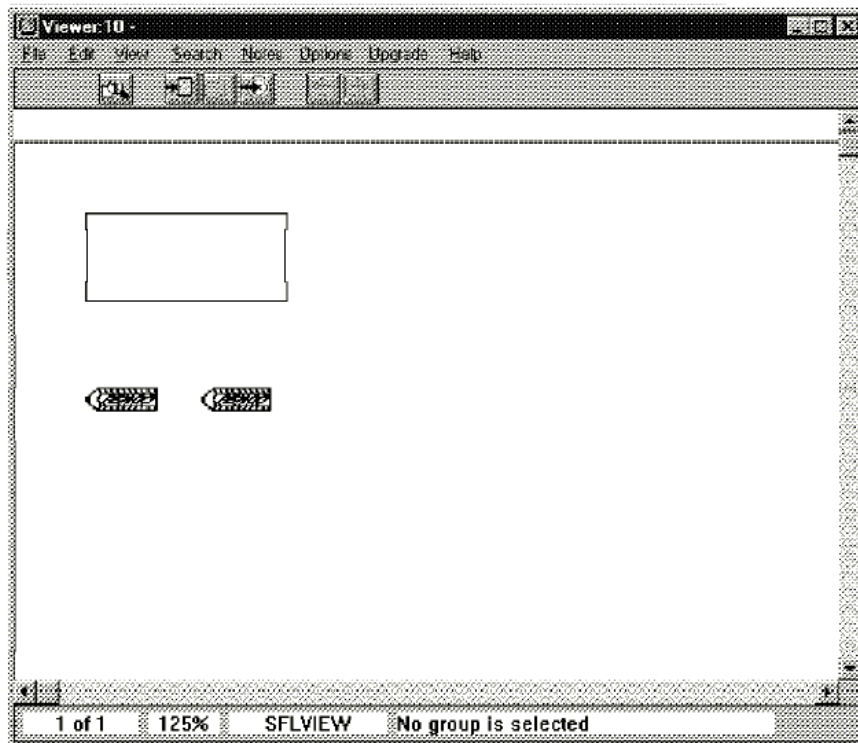 Viewer:10 -
File Edit View Search Notes Options Upgrade Help
1 of 1 125% SFLVIEW No group is selected